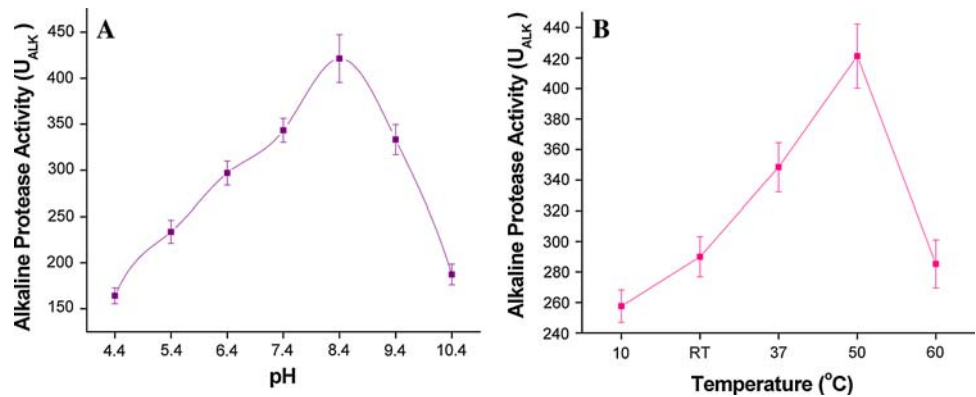 A
Alkaline Protease Activity (U_ALK)
450
400
350
300
250
200
150
4.4 5.4 6.4 7.4 8.4 9.4 10.4
pH
B
Alkaline Protease Activity (U_ALK)
440
420
400
380
360
340
320
300
280
260
240
10 RT 37 50 60
Temperature (°C)